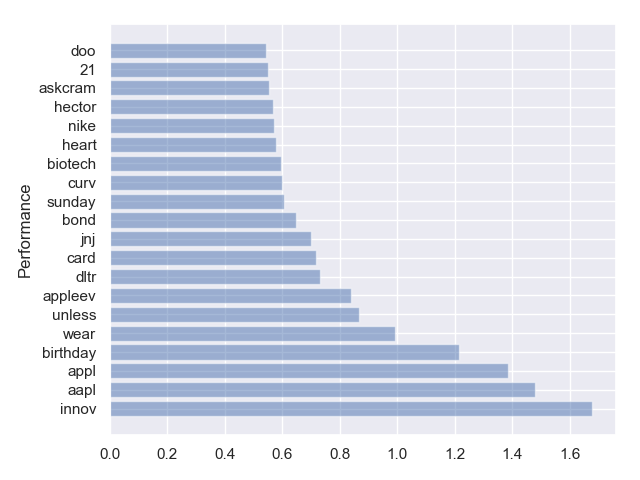 doo
21
askcram
hector
nike
heart
biotech
curv
sunday
bond
jnj
card
dltr
appleev
unless
wear
birthday
appl
aapl
innov
Performance
0.0 0.2 0.4 0.6 0.8 1.0 1.2 1.4 1.6